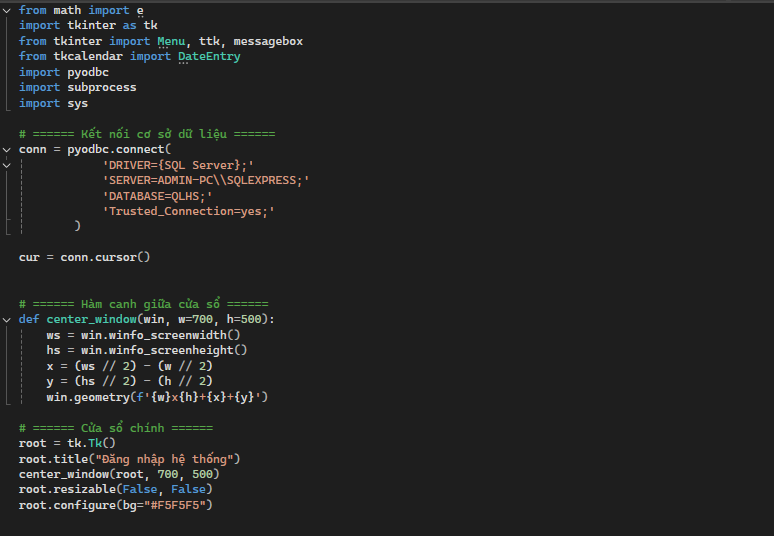 from math import e
import tkinter as tk
from tkinter import Menu, ttk, messagebox
from tkcalendar import DateEntry
import pyodbc
import subprocess
import sys
# ====== Kết nối cơ sở dữ liệu ======
conn = pyodbc.connect(
'DRIVER={SQL Server};'
'SERVER=ADMIN-PC\\SQLEXPRESS;'
'DATABASE=QLHS;'
'Trusted_Connection=yes;'
)
cur = conn.cursor()
# ====== Hàm canh giữa cửa sổ ======
def center_window(win, w=700, h=500):
ws = win.winfo_screenwidth()
hs = win.winfo_screenheight()
x = (ws // 2) - (w // 2)
y = (hs // 2) - (h // 2)
win.geometry(f'{w}x{h}+{x}+{y}')
# ====== Cửa sổ chính ======
root = tk.Tk()
root.title("Đăng nhập hệ thống")
center_window(root, 700, 500)
root.resizable(False, False)
root.configure(bg="#F5F5F5")